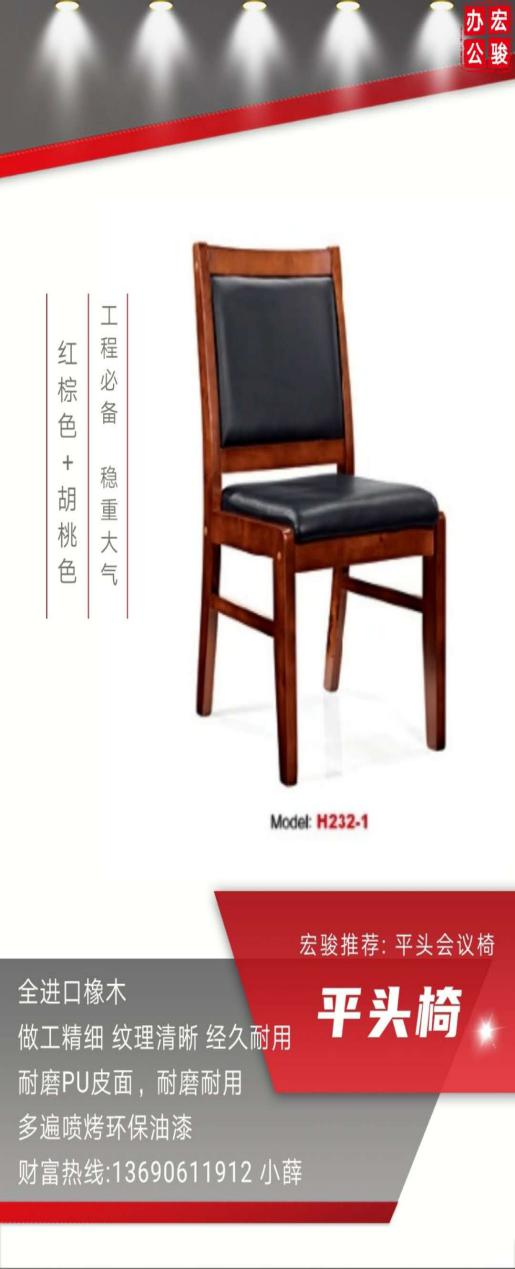 宏骏
办公
工程必备 稳重大气
红棕色+胡桃色
Model: H232-1
宏骏推荐: 平头会议椅
平头椅
全进口橡木
做工精细 纹理清晰 经久耐用
耐磨PU皮面，耐磨耐用
多遍喷烤环保油漆
财富热线:13690611912 小薛